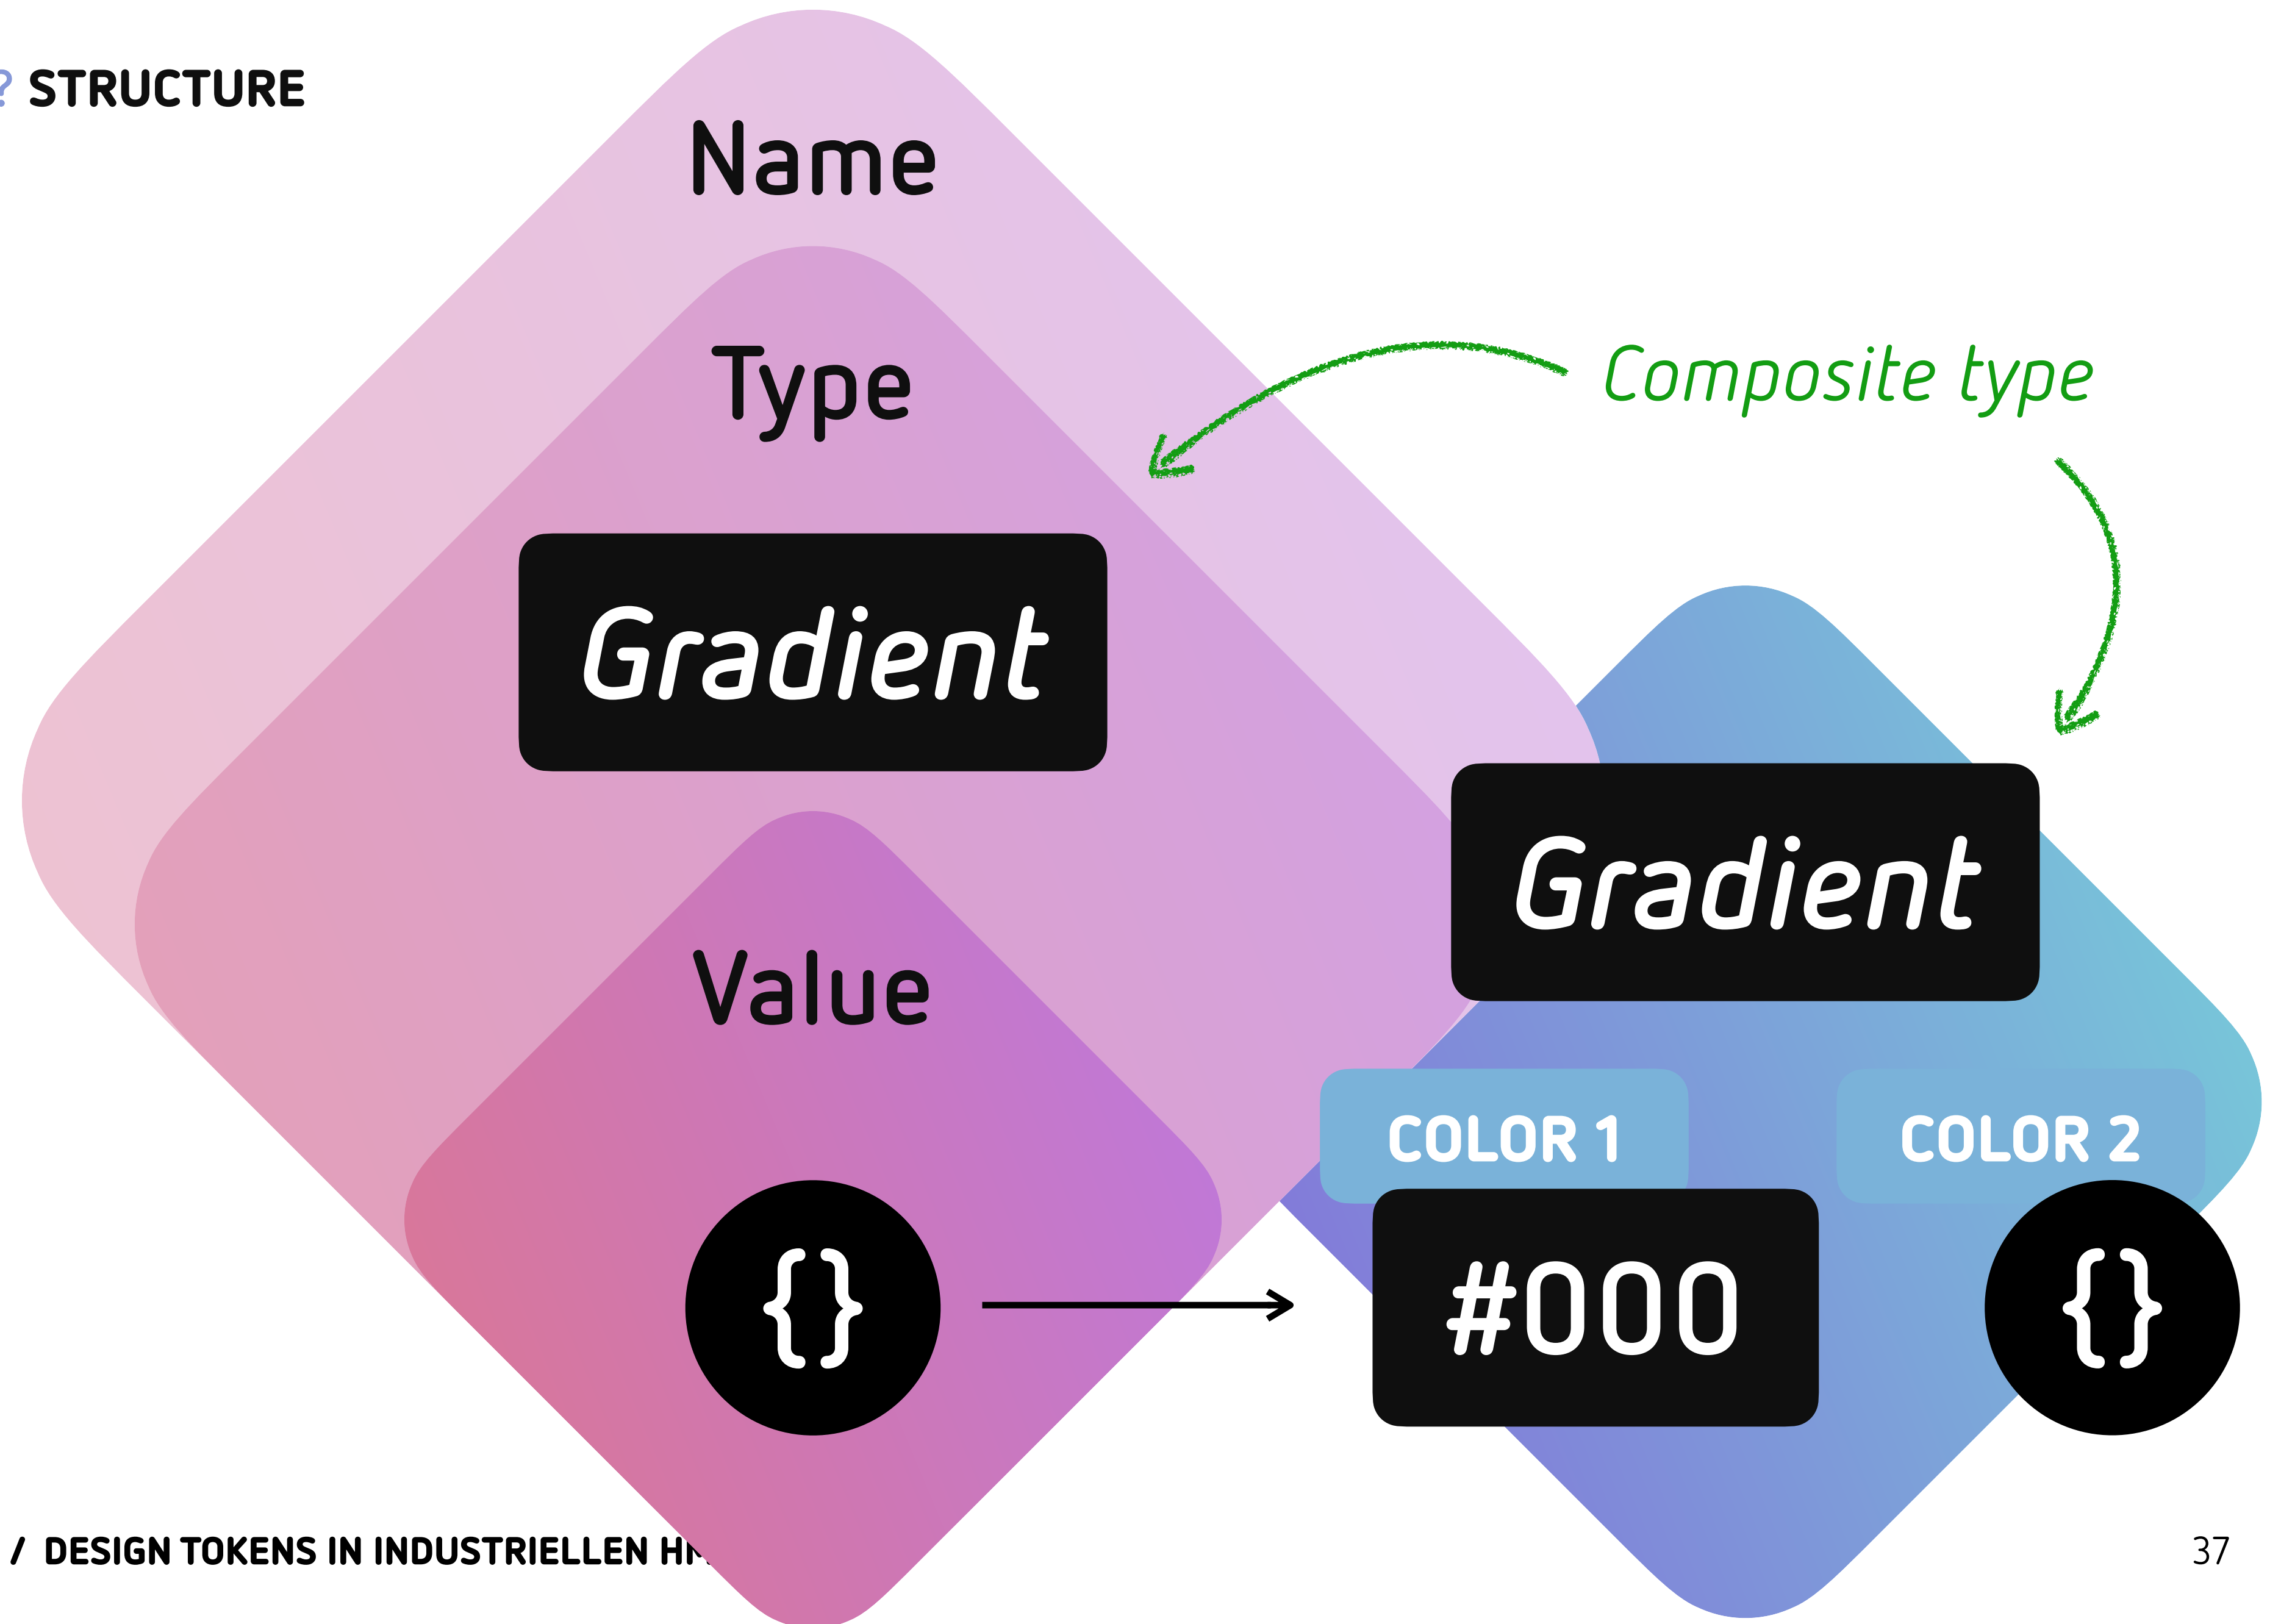 ? STRUCTURE
Name
Type
Composite type
Gradient
Gradient
Value
COLOR 1
COLOR 2
{}
#000
{}
/ DESIGN TOKENS IN INDUSTRIELLEN
37